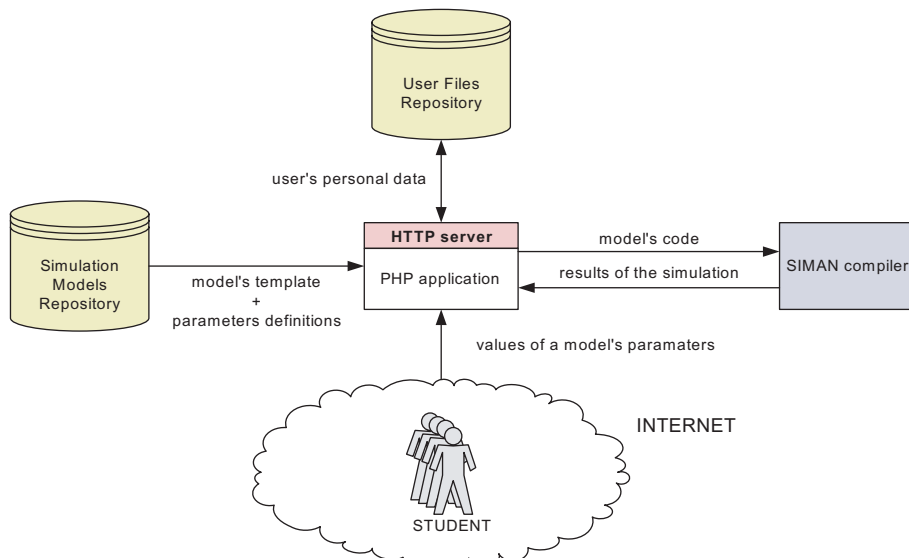 User Files
Repository
user's personal data
HTTP server
PHP application
model's code
results of the simulation
SIMAN compiler
Simulation
Models
Repository
model's template
+
parameters definitions
values of a model's paramaters
INTERNET
STUDENT